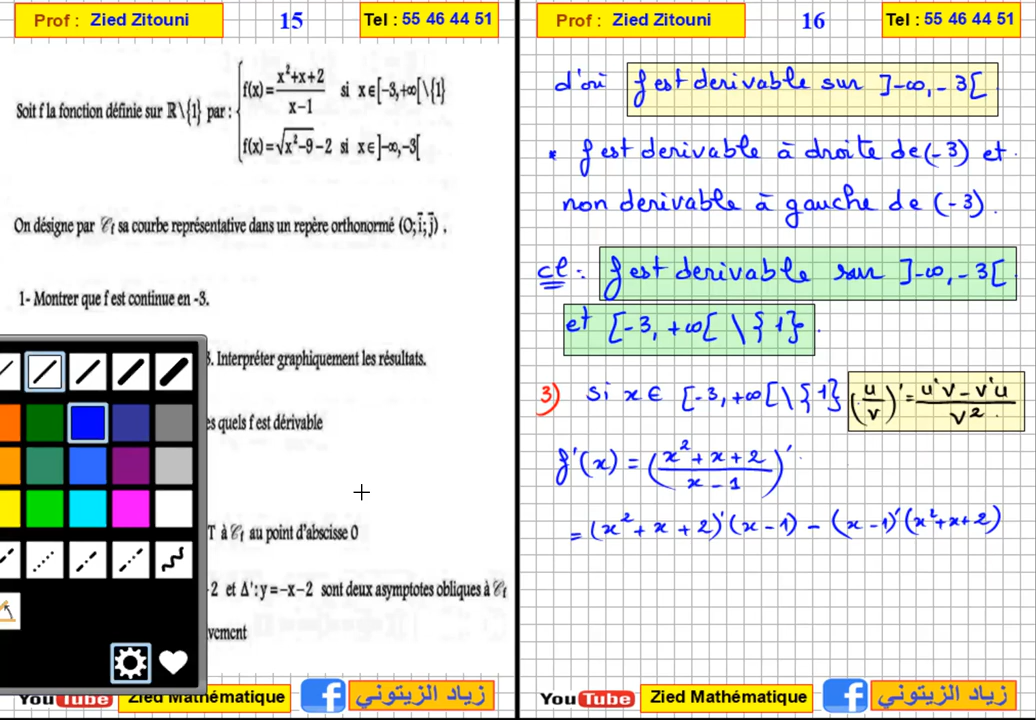 Prof : Zied Zitouni 15 Tel : 55 46 44 51
Soit f la fonction définie sur ℝ\{1} par : { f(x) = (x²+x+2)/(x−1) si x∈[−3,+∞[\{1}
f(x) = √(x²−9) −2 si x∈]−∞,−3[
On désigne par 𝒞f sa courbe représentative dans un repère orthonormé (O;i⃗;j⃗) .
1- Montrer que f est continue en -3.
3. Interpréter graphiquement les résultats.
es quels f est dérivable
T à 𝒞f au point d'abscisse 0
2 et Δ': y = −x−2 sont deux asymptotes obliques à 𝒞f
vement
YouTube Zied Mathématique f زياد الزيتوني
Prof : Zied Zitouni 16 Tel : 55 46 44 51
d'où f est derivable sur ]-∞, -3[
* f est derivable à droite de (-3) et
non derivable à gauche de (-3).
cl : f est derivable sur ]-∞, -3[
et [-3, +∞[ \ {1}.
3) si x ∈ [-3, +∞[ \ {1} (u/v)' = (u'v - v'u)/v²
f'(x) = ((x² + x + 2)/(x - 1))'
= (x² + x + 2)'(x - 1) - (x - 1)'(x² + x + 2)
YouTube Zied Mathématique f زياد الزيتوني